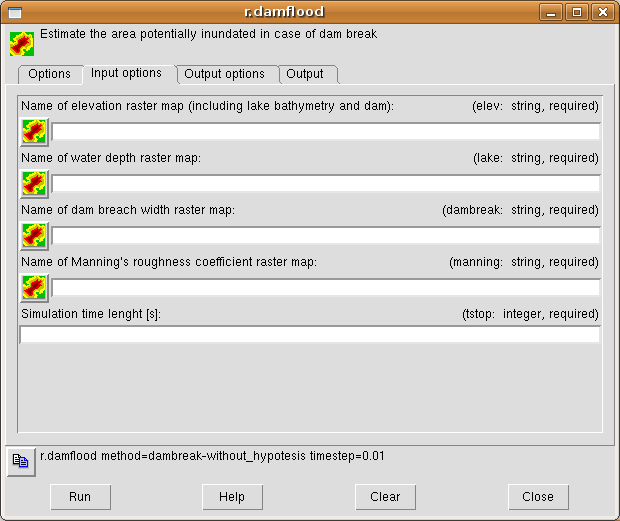 r.damflood
Estimate the area potentially inundated in case of dam break
Options Input options Output options Output
Name of elevation raster map (including lake bathymetry and dam): (elev: string, required)
Name of water depth raster map: (lake: string, required)
Name of dam breach width raster map: (dambreak: string, required)
Name of Manning's roughness coefficient raster map: (manning: string, required)
Simulation time lenght [s]: (tstop: integer, required)
r.damflood method=dambreak-without_hypotesis timestep=0.01
Run Help Clear Close